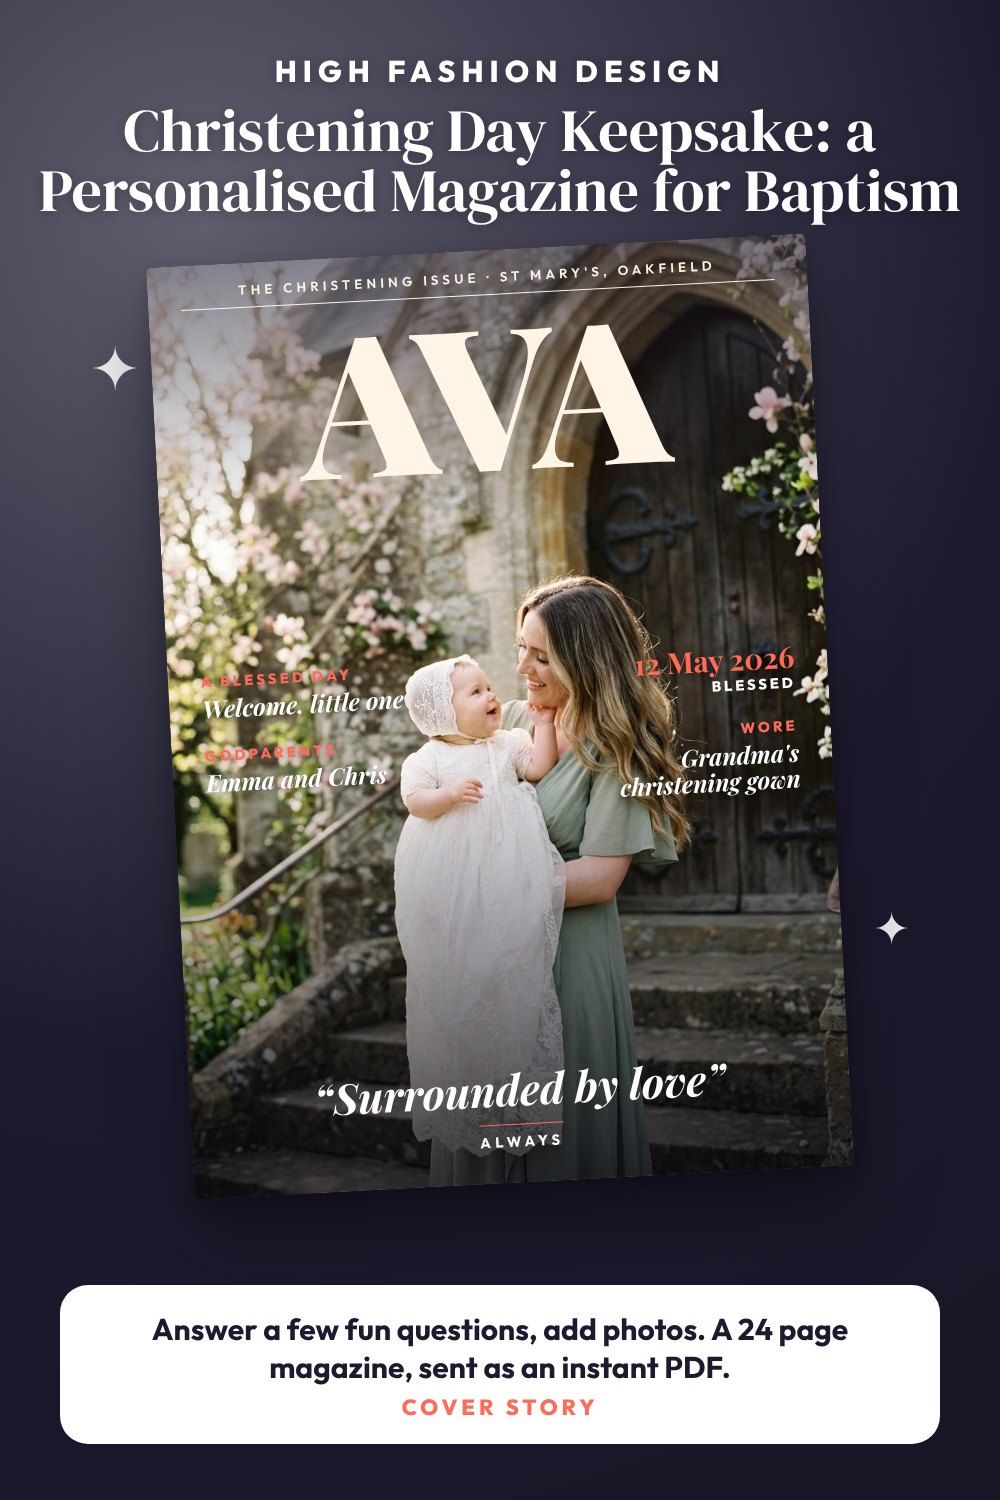 HIGH FASHION DESIGN
Christening Day Keepsake: a
Personalised Magazine for Baptism
THE CHRISTENING ISSUE · ST MARY'S, OAKFIELD
AVA
A BLESSED DAY
Welcome, little one
GODPARENTS
Emma and Chris
12 May 2026
BLESSED
WORE
Grandma's
christening gown
“Surrounded by love”
ALWAYS
Answer a few fun questions, add photos. A 24 page
magazine, sent as an instant PDF.
COVER STORY